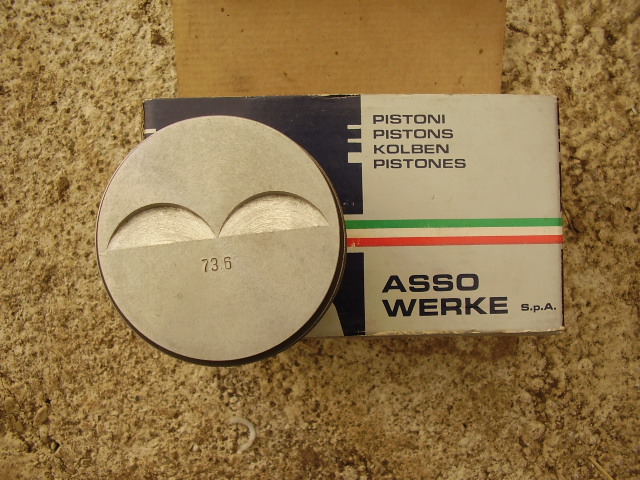 PISTONI
PISTONS
KOLBEN
PISTONES
73.6
ASSO
WERKE S.p.A.